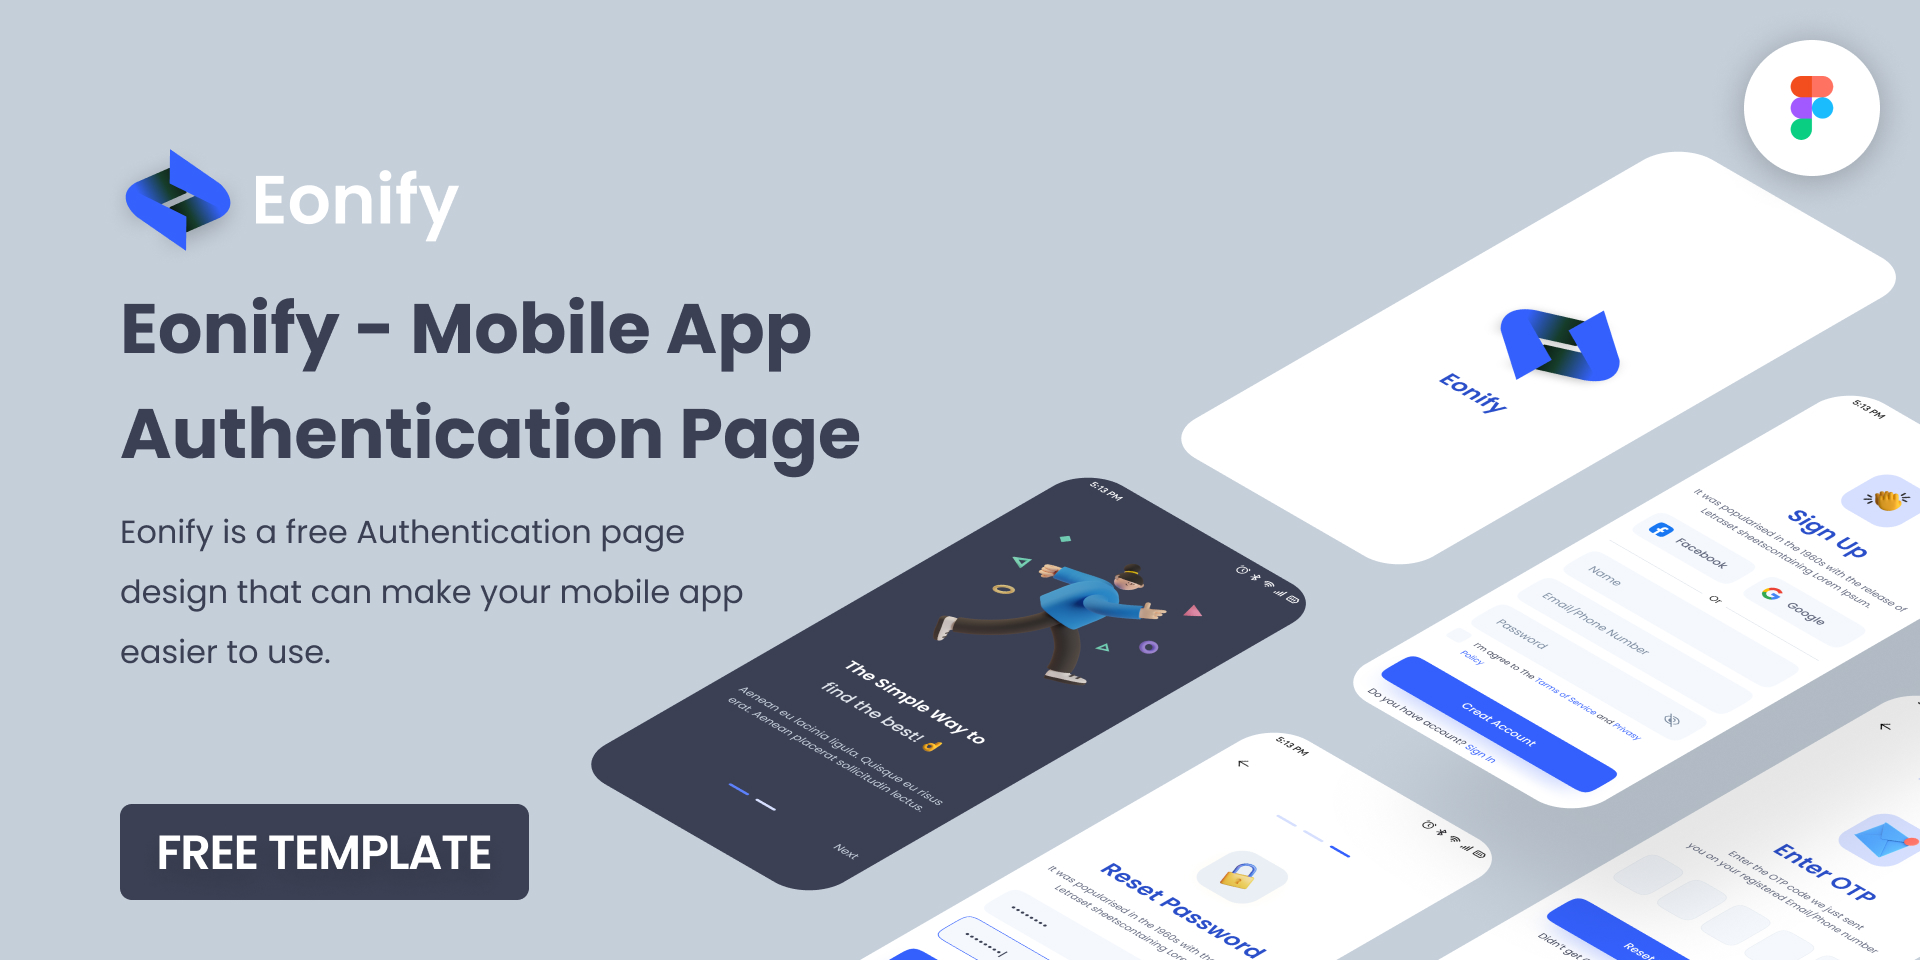 Eonify
Eonify - Mobile App
Authentication Page
Eonify is a free Authentication page
design that can make your mobile app
easier to use.
FREE TEMPLATE
Eonify
5:13 PM
The Simple Way to
find the best!
Aenean eu lacinia ligula. Quisque eu risus
erat. Aenean placerat sollicitudin lectus.
Next
5:13 PM
Sign Up
It was popularised in the 1960s with the release of
Letraset sheetscontaining Lorem Ipsum.
Facebook
Google
Or
Name
Email/Phone Number
Password
I'm agree to The Tarms of Service and Privacy
Policy
Creat Account
Do you have account? Sign In
5:13 PM
Reset Password
It was popularised in the 1960s with the
Letraset sheetscontaining
Enter OTP
Enter the OTP code we just sent
you on your registered Email/Phone number
Reset
Didn't get